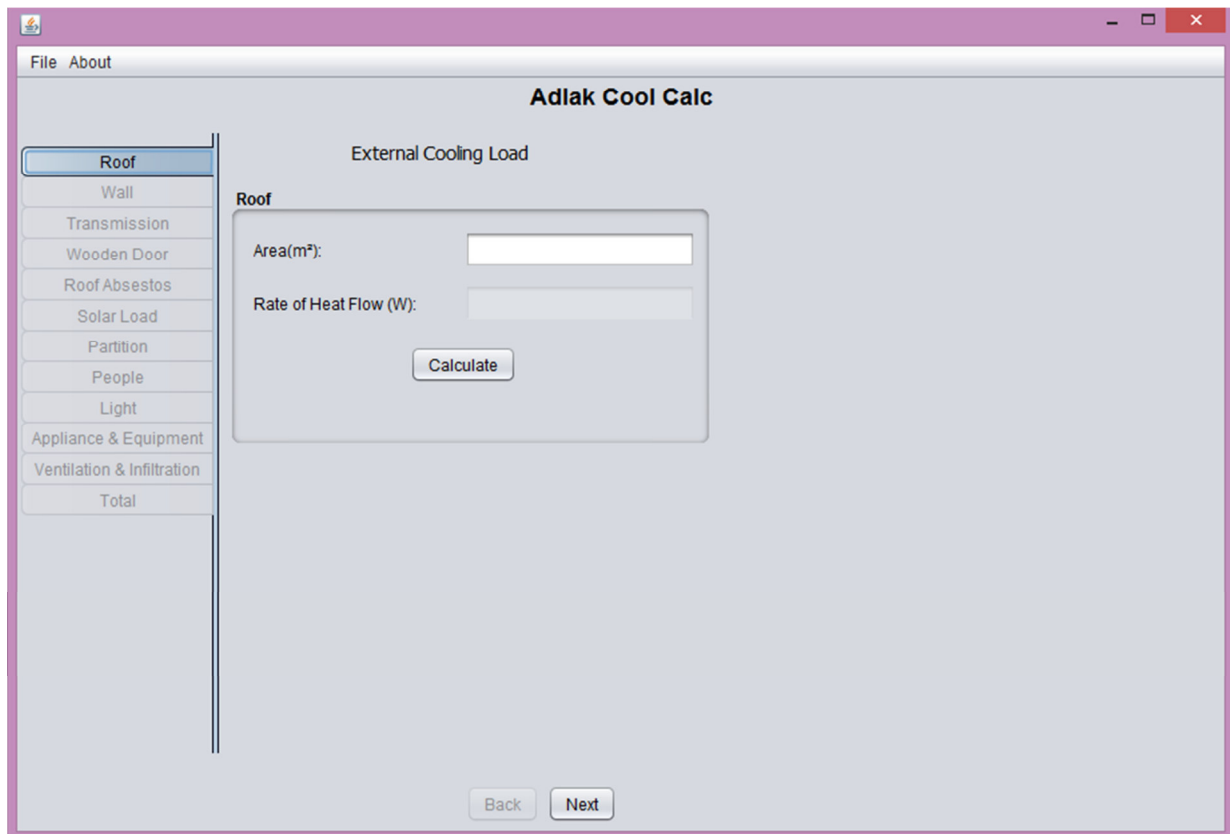 File About
Adlak Cool Calc
External Cooling Load
Roof
Wall
Transmission
Wooden Door
Roof Absestos
Solar Load
Partition
People
Light
Appliance & Equipment
Ventilation & Infiltration
Total
Roof
Area(m²):
Rate of Heat Flow (W):
Calculate
Back Next